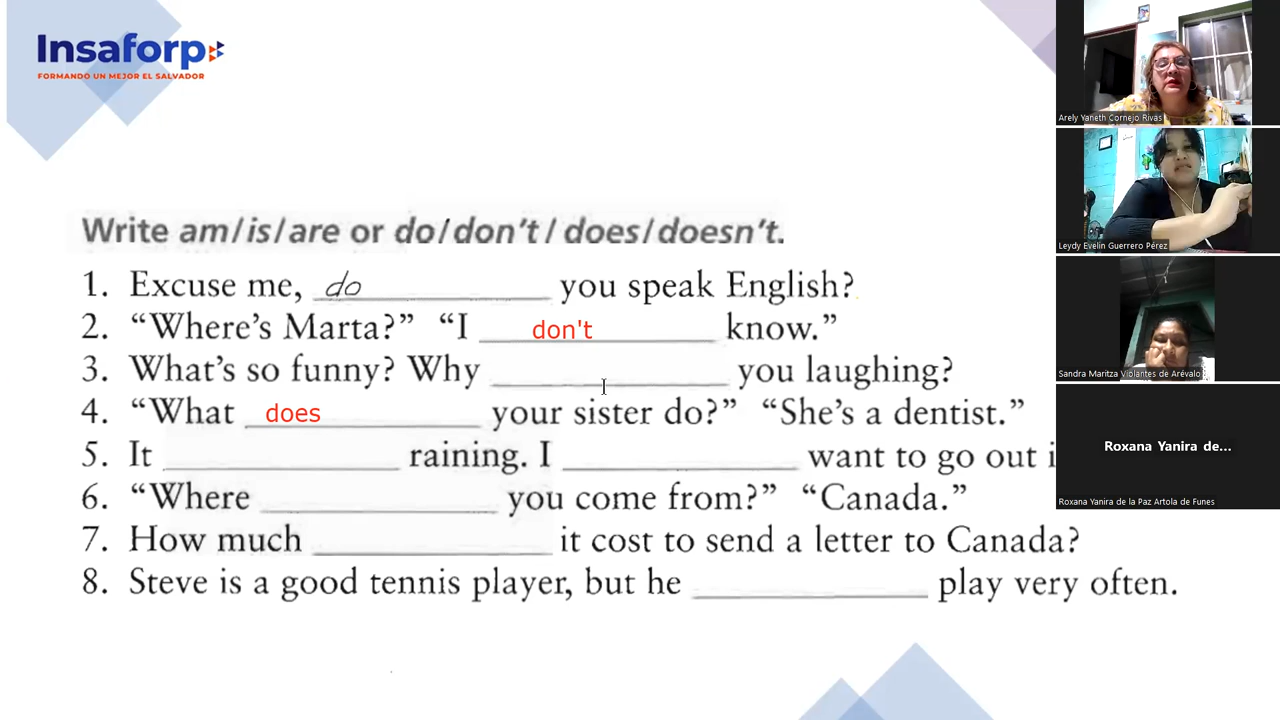 Insaforp
FORMANDO UN MEJOR EL SALVADOR
Write am/is/are or do/don't/does/doesn't.
1. Excuse me, do you speak English?
2. “Where's Marta?” “I don't know.”
3. What's so funny? Why you laughing?
4. “What does your sister do?” “She's a dentist.”
5. It raining. I want to go out i
6. “Where you come from?” “Canada.”
7. How much it cost to send a letter to Canada?
8. Steve is a good tennis player, but he play very often.
Arely Yaneth Cornejo Rivas
Leydy Evelin Guerrero Pérez
Sandra Maritza Violantes de Arévalo
Roxana Yanira de...
Roxana Yanira de la Paz Artola de Funes